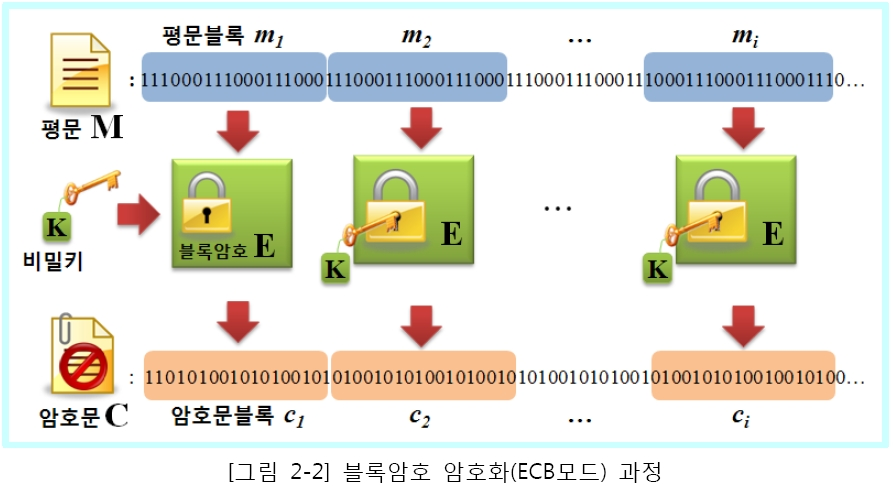 평문블록 m1 m2 … mi
평문 M : 111000111000111000111000111000111000111000111000111000111000111000111 0…
K
비밀키
블록암호 E
K E
…
K E
암호문 C
암호문블록 c1 c2 … ci
[그림 2-2] 블록암호 암호화(ECB모드) 과정